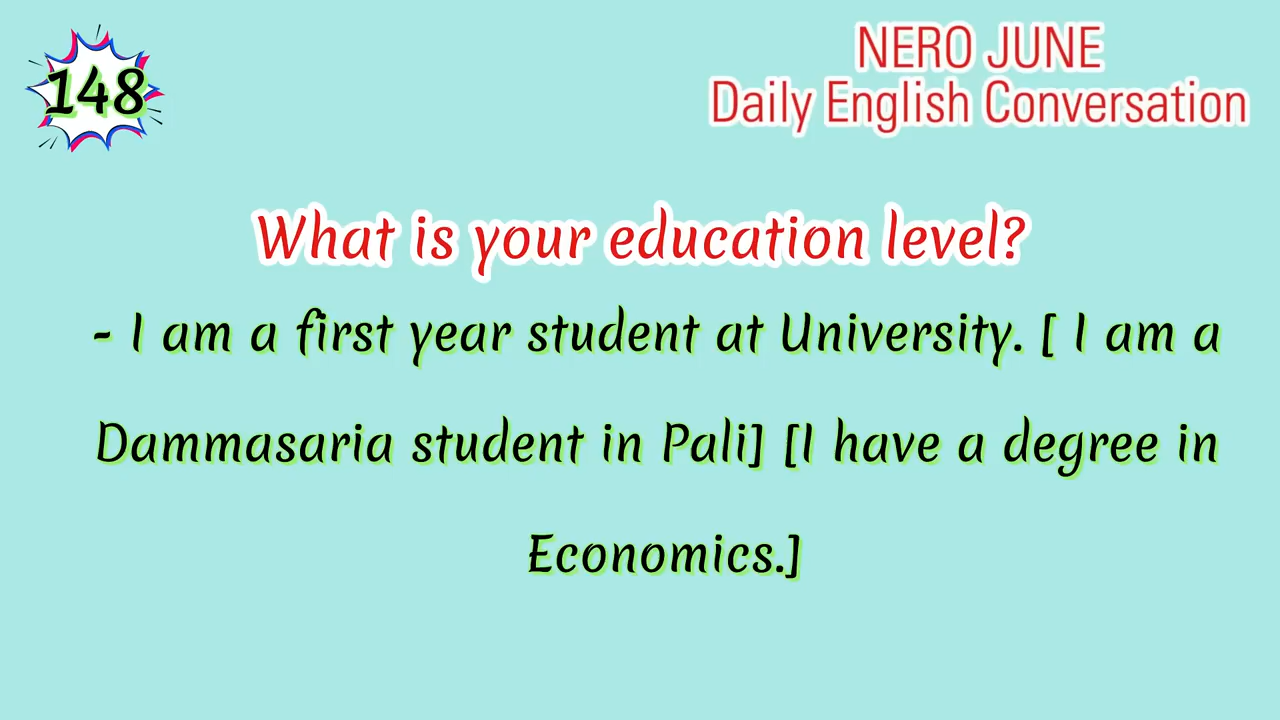 148
NERO JUNE
Daily English Conversation
What is your education level?
- I am a first year student at University. [ I am a
Dammasaria student in Pali] [I have a degree in
Economics.]